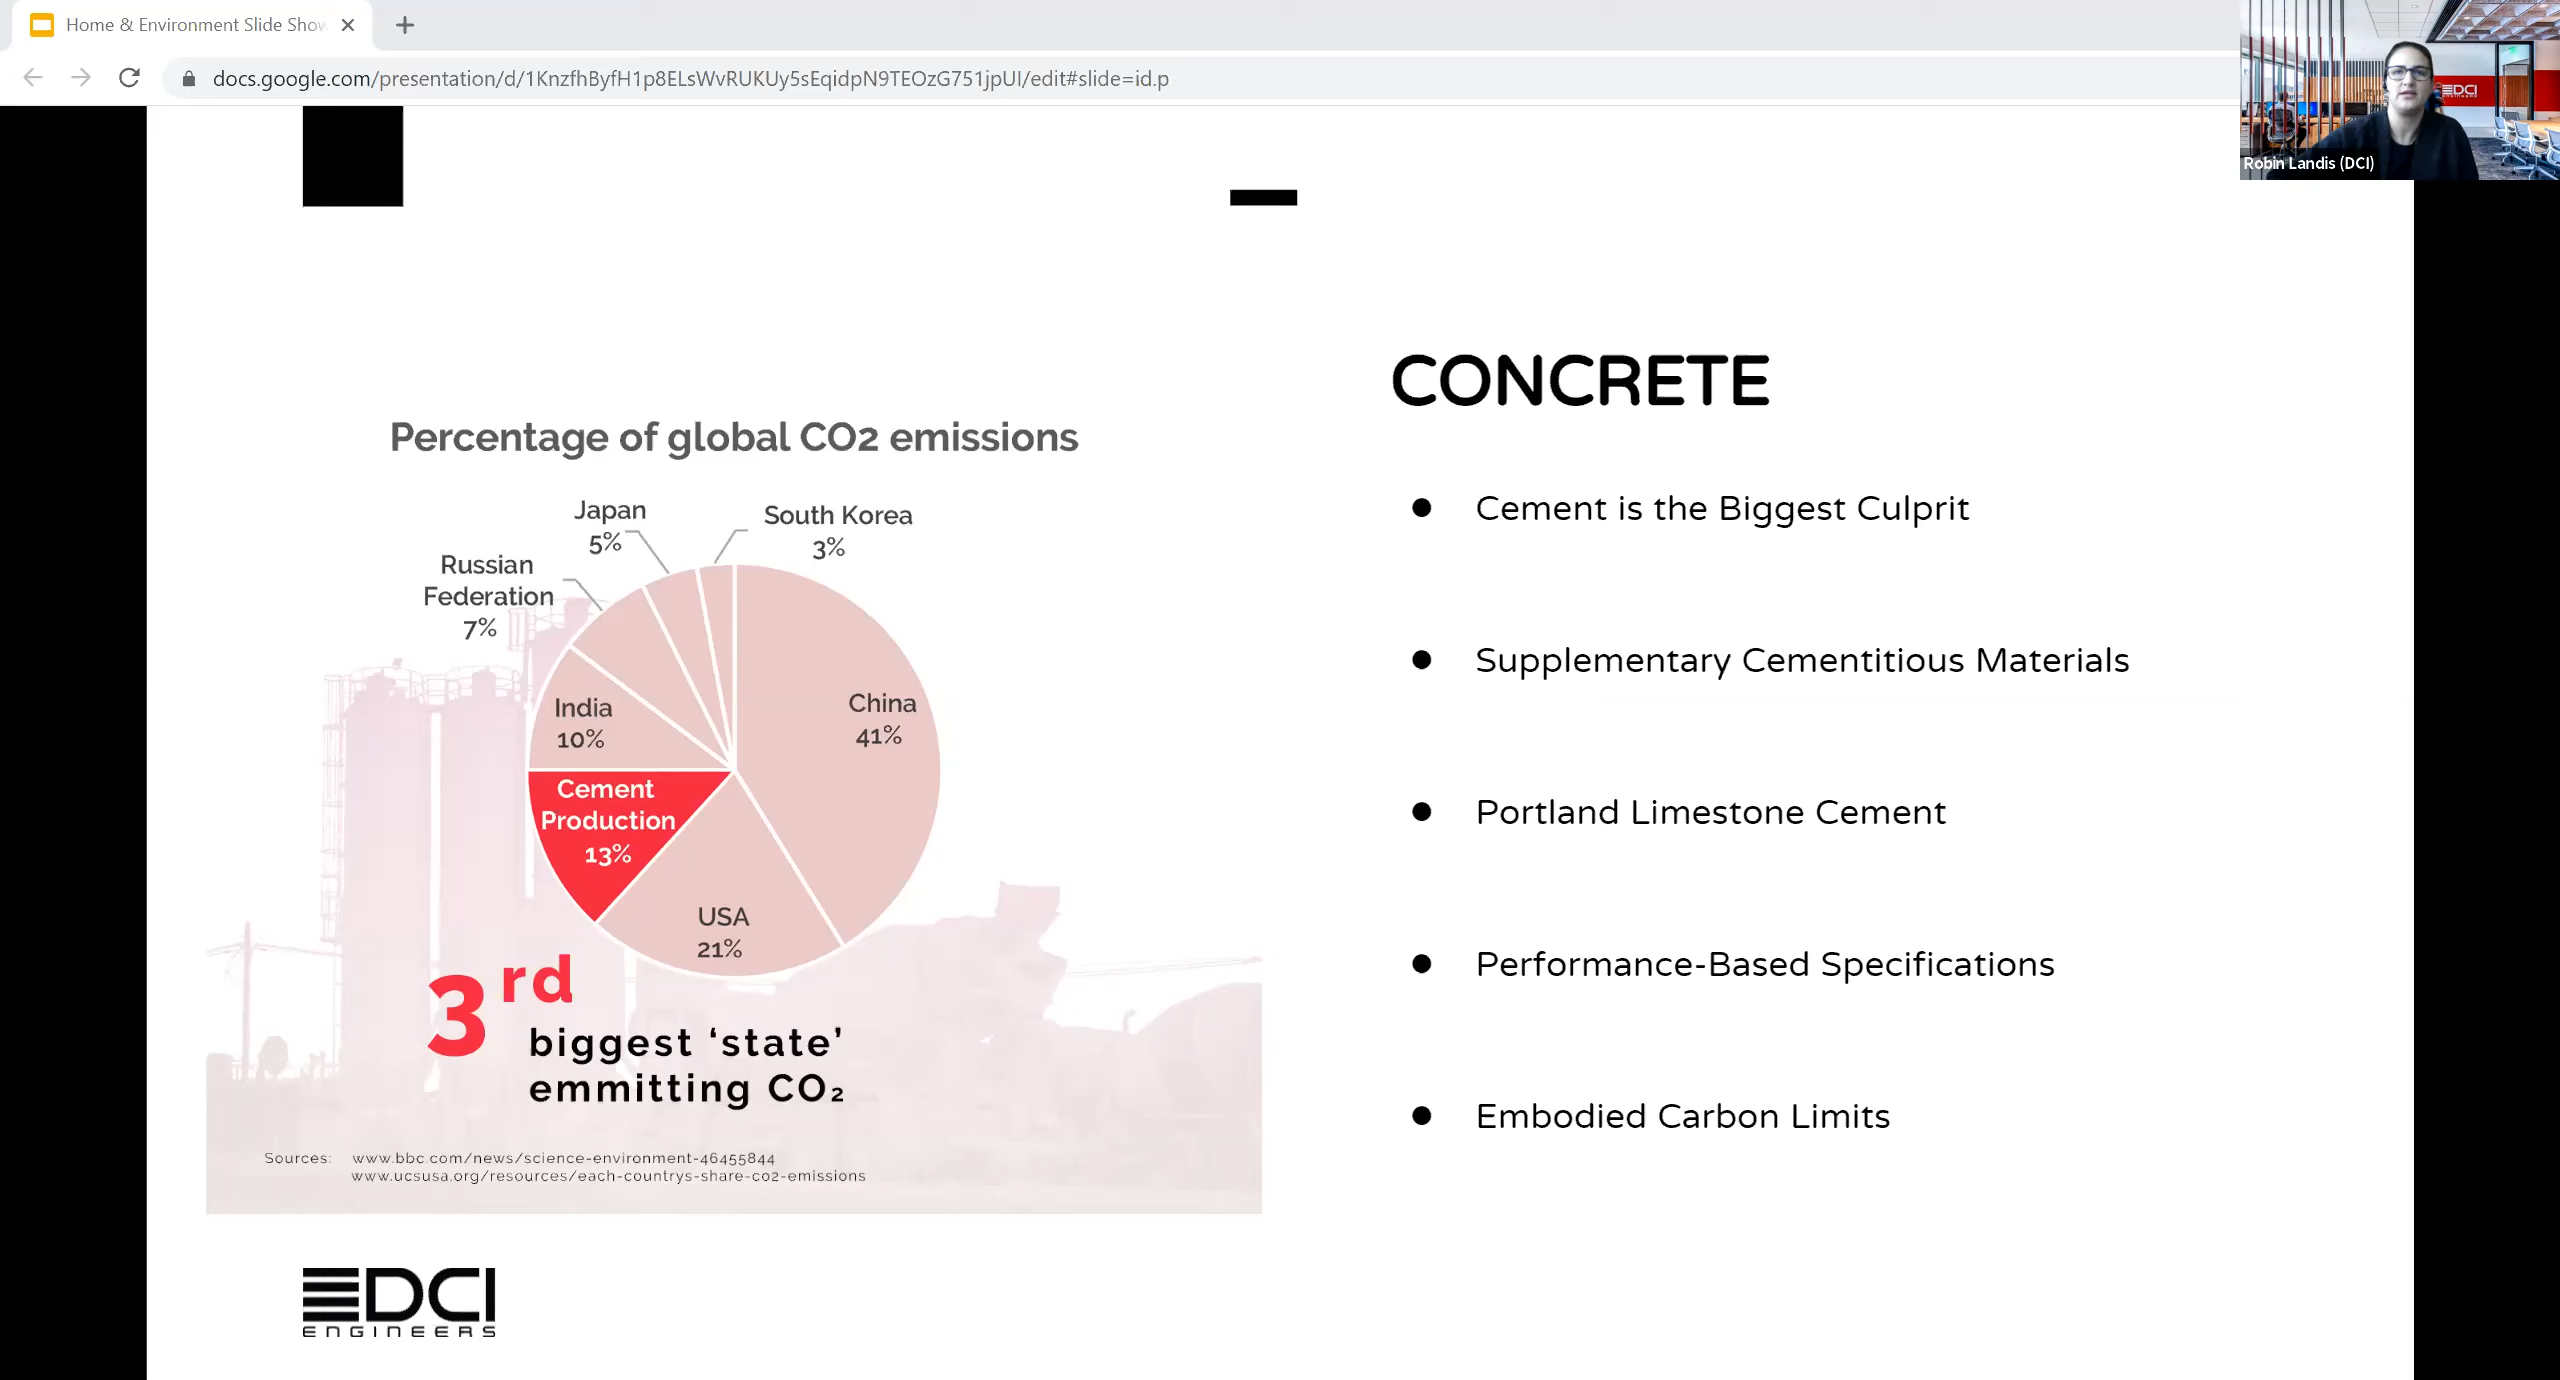 Home & Environment Slide Show
docs.google.com/presentation/d/1KnzfhByfH1p8ELsWvRUKUy5sEqidpN9TEOzG751jpUI/edit#slide=id.p
DCI
ENGINEERS
Robin Landis (DCI)
Percentage of global CO2 emissions
Japan
5%
South Korea
3%
Russian
Federation
7%
China
41%
India
10%
Cement
Production
13%
USA
21%
3rd
biggest ‘state’
emmitting CO₂
Sources: www.bbc.com/news/science-environment-46455844
www.ucsusa.org/resources/each-countrys-share-co2-emissions
DCI
ENGINEERS
CONCRETE
● Cement is the Biggest Culprit
● Supplementary Cementitious Materials
● Portland Limestone Cement
● Performance-Based Specifications
● Embodied Carbon Limits